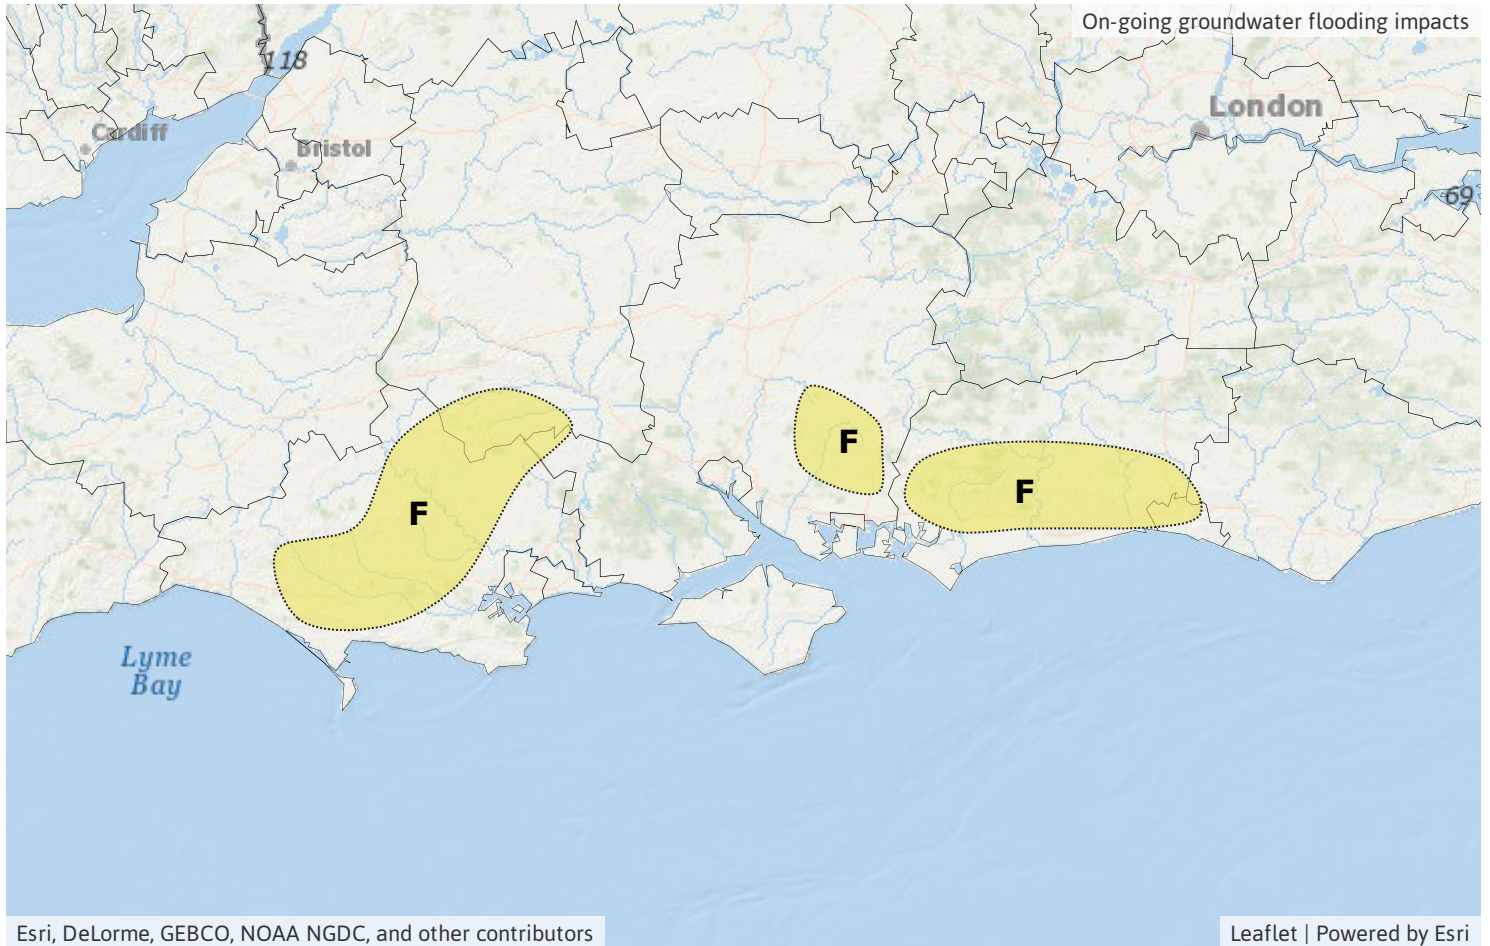 On-going groundwater flooding impacts
118
London
Cardiff
Bristol
69
F
F
F
Lyme
Bay
Esri, DeLorme, GEBCO, NOAA NGDC, and other contributors
Leaflet | Powered by Esri